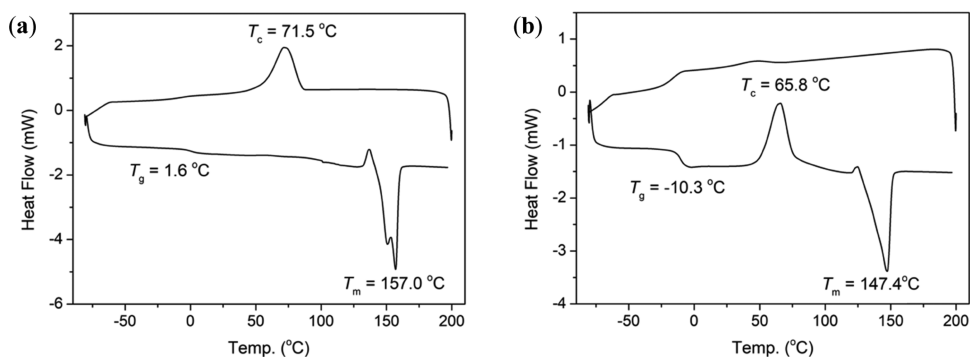 (a)
Tc = 71.5 °C
2
0
-2
-4
-6
Heat Flow (mW)
Tg = 1.6 °C
Tm = 157.0 °C
-50 0 50 100 150 200
Temp. (°C)
(b)
1
0
-1
-2
-3
-4
Heat Flow (mW)
Tc = 65.8 °C
Tg = -10.3 °C
Tm = 147.4°C
-50 0 50 100 150 200
Temp. (°C)